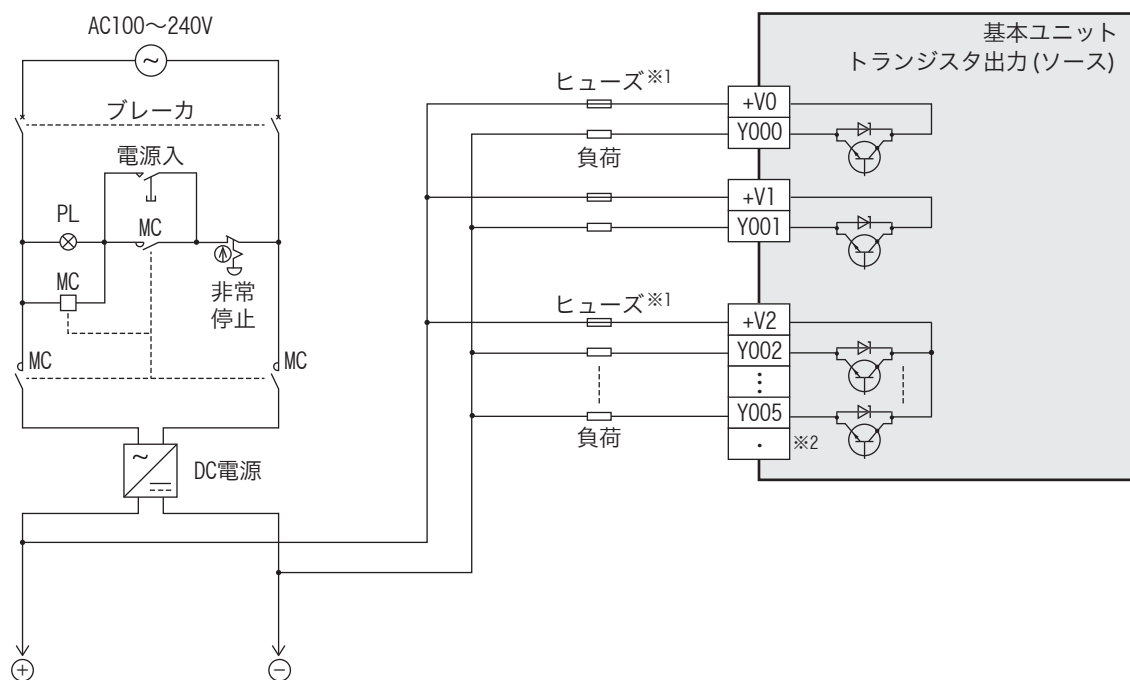 AC100～240V
ブレーカ
電源入
PL
MC
MC
非常
停止
MC
MC
DC電源
ヒューズ※1
負荷
ヒューズ※1
負荷
基本ユニット
トランジスタ出力(ソース)
+V0
Y000
+V1
Y001
+V2
Y002
Y005
※2